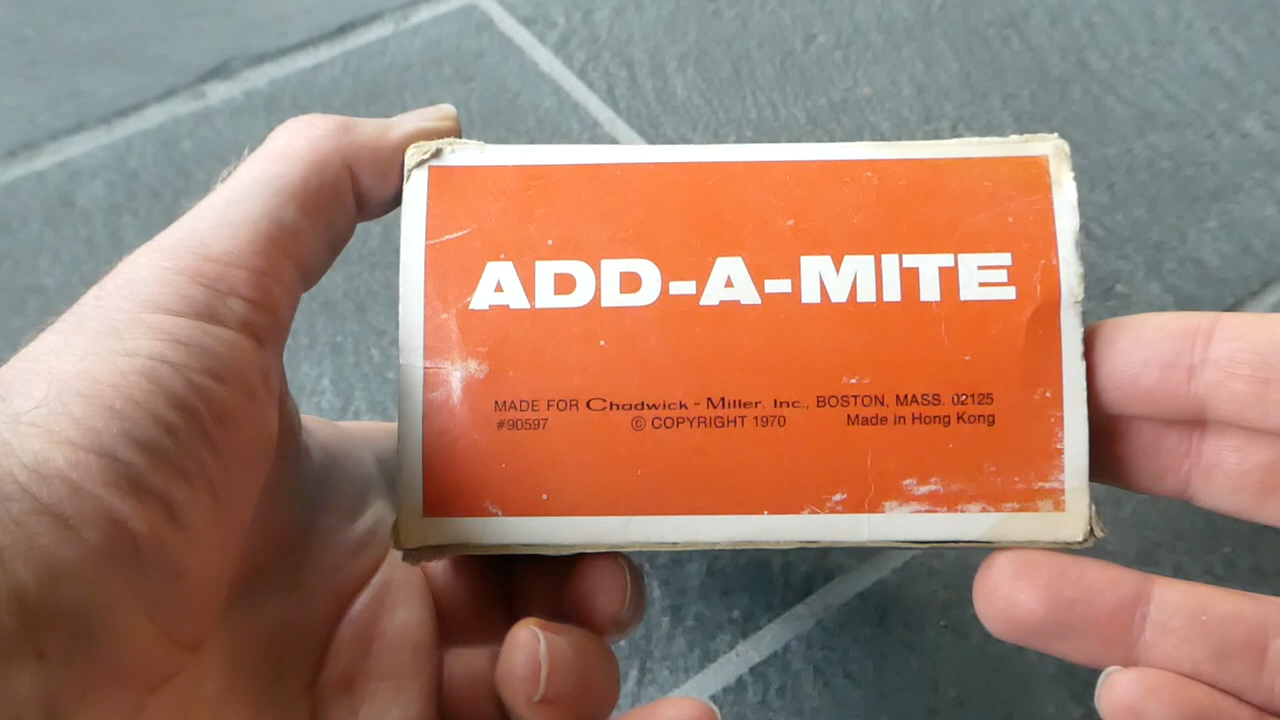 ADD-A-MITE
MADE FOR Chadwick-Miller, Inc., BOSTON, MASS. 02125
#90597 © COPYRIGHT 1970 Made in Hong Kong